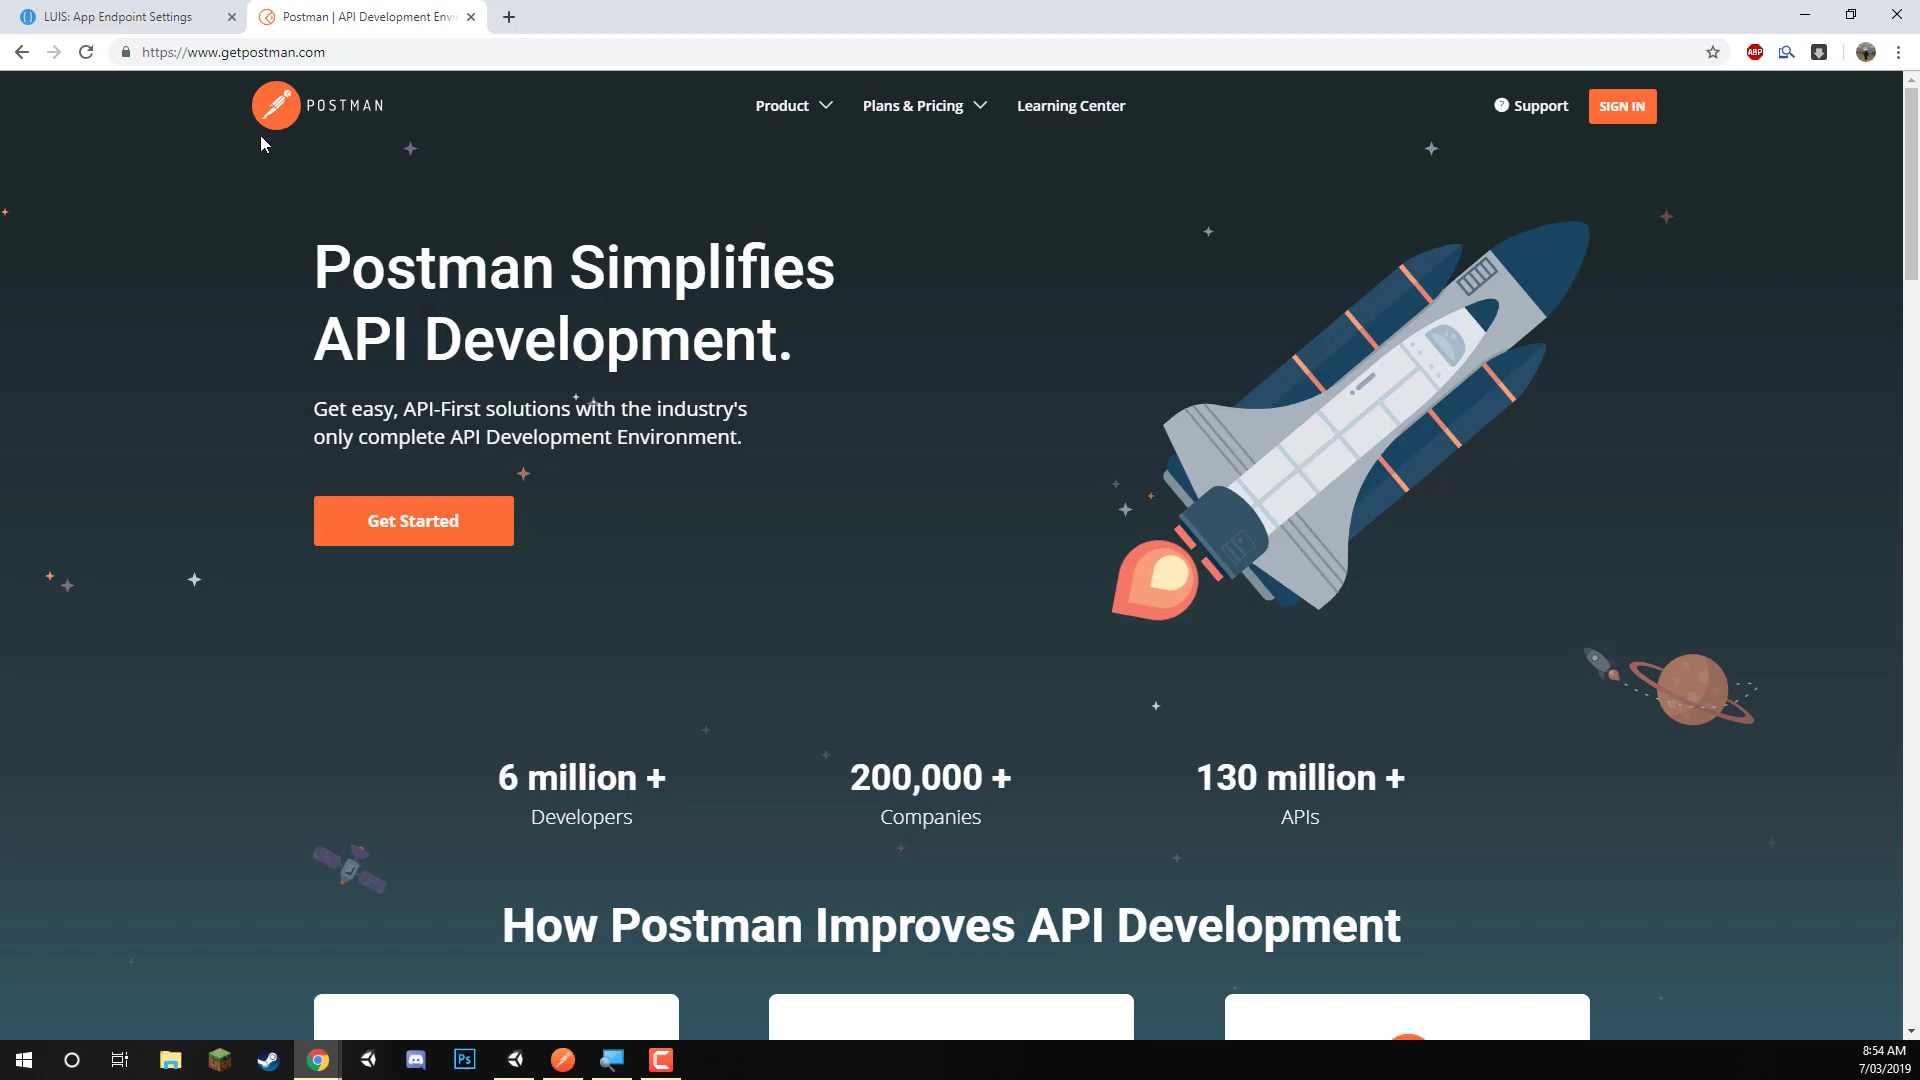 LUIS: App Endpoint Settings
Postman | API Development Envi
https://www.getpostman.com
ABP
POSTMAN
Product
Plans & Pricing
Learning Center
? Support
SIGN IN
Postman Simplifies
API Development.
Get easy, API-First solutions with the industry's
only complete API Development Environment.
Get Started
6 million +
200,000 +
130 million +
Developers
Companies
APIs
How Postman Improves API Development
Ps
8:54 AM
7/03/2019